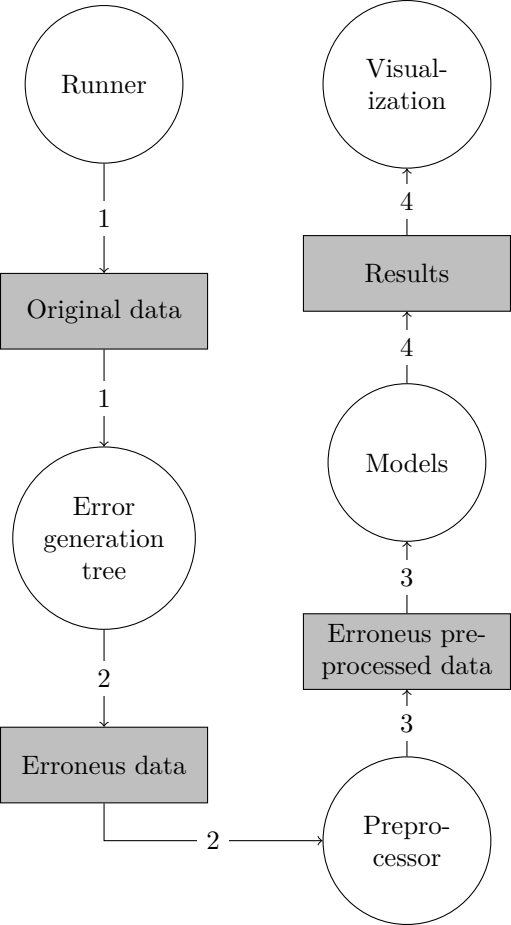 Runner
1
Original data
1
Error
generation
tree
2
Erroneus data
2
Prepro-
cessor
3
Erroneus pre-
processed data
3
Models
4
Results
4
Visual-
ization